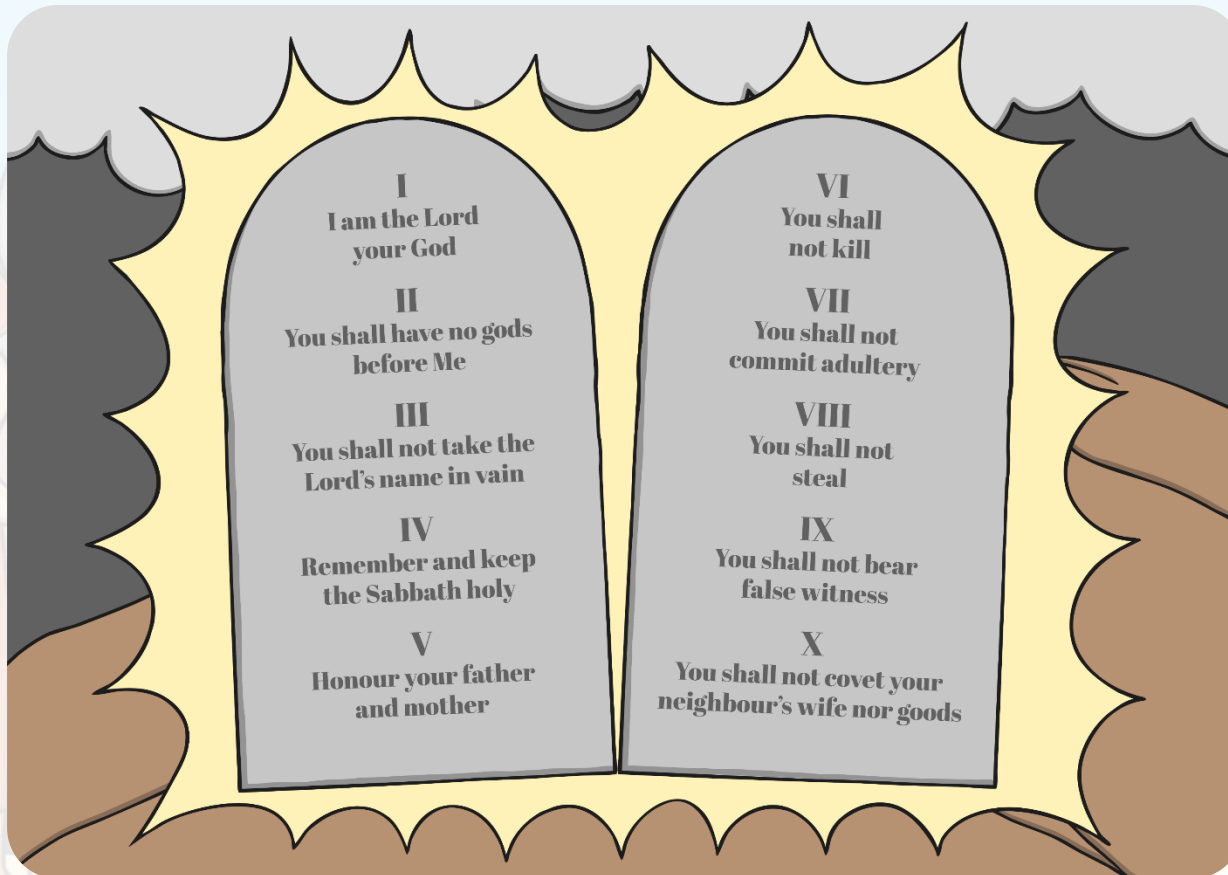 I
I am the Lord
your God
II
You shall have no gods
before Me
III
You shall not take the
Lord's name in vain
IV
Remember and keep
the Sabbath holy
V
Honour your father
and mother
VI
You shall
not kill
VII
You shall not
commit adultery
VIII
You shall not
steal
IX
You shall not bear
false witness
X
You shall not covet your
neighbour's wife nor goods